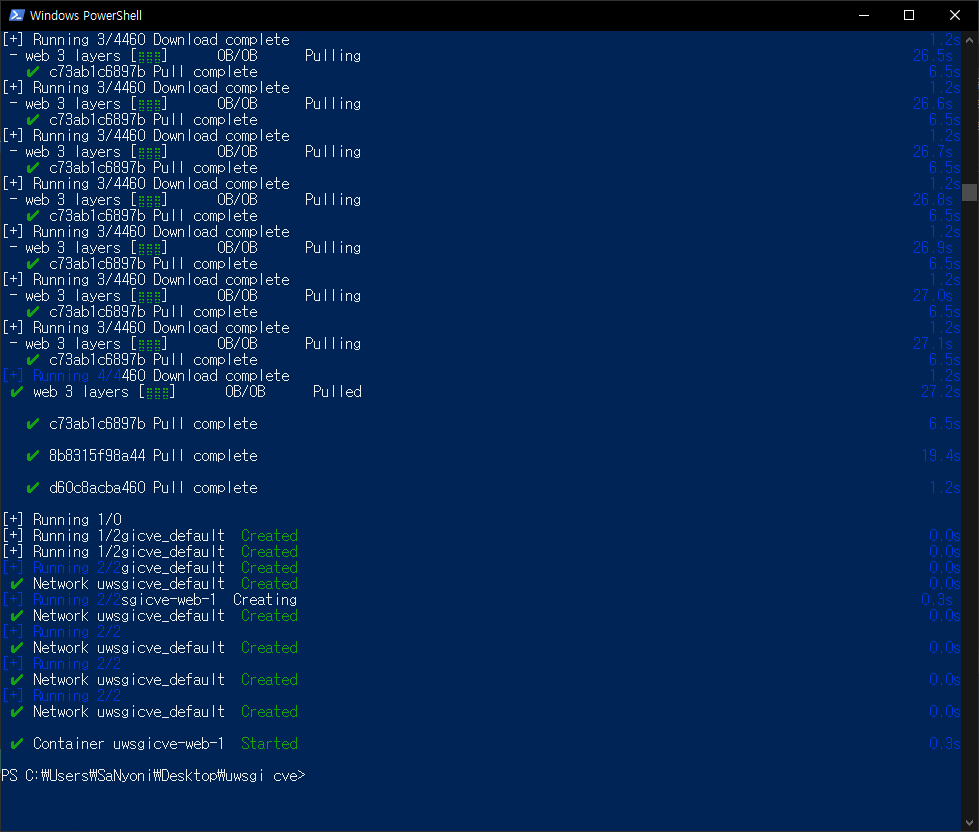 Windows PowerShell
[+] Running 3/4460 Download complete 1.2s
- web 3 layers [⣿⣿⣿] 0B/0B Pulling 26.5s
✔ c73ab1c6897b Pull complete 6.5s
[+] Running 3/4460 Download complete 1.2s
- web 3 layers [⣿⣿⣿] 0B/0B Pulling 26.6s
✔ c73ab1c6897b Pull complete 6.5s
[+] Running 3/4460 Download complete 1.2s
- web 3 layers [⣿⣿⣿] 0B/0B Pulling 26.7s
✔ c73ab1c6897b Pull complete 6.5s
[+] Running 3/4460 Download complete 1.2s
- web 3 layers [⣿⣿⣿] 0B/0B Pulling 26.8s
✔ c73ab1c6897b Pull complete 6.5s
[+] Running 3/4460 Download complete 1.2s
- web 3 layers [⣿⣿⣿] 0B/0B Pulling 26.9s
✔ c73ab1c6897b Pull complete 6.5s
[+] Running 3/4460 Download complete 1.2s
- web 3 layers [⣿⣿⣿] 0B/0B Pulling 27.0s
✔ c73ab1c6897b Pull complete 6.5s
[+] Running 3/4460 Download complete 1.2s
- web 3 layers [⣿⣿⣿] 0B/0B Pulling 27.1s
✔ c73ab1c6897b Pull complete 6.5s
[+] Running 4/4460 Download complete 1.2s
✔ web 3 layers [⣿⣿⣿] 0B/0B Pulled 27.2s
✔ c73ab1c6897b Pull complete 6.5s
✔ 8b8315f98a44 Pull complete 19.4s
✔ d60c8acba460 Pull complete 1.2s
[+] Running 1/0
[+] Running 1/2gicve_default Created 0.0s
[+] Running 1/2gicve_default Created 0.0s
[+] Running 2/2gicve_default Created 0.0s
✔ Network uwsgicve_default Created 0.0s
[+] Running 2/2sgicve-web-1 Creating 0.3s
✔ Network uwsgicve_default Created 0.0s
[+] Running 2/2
✔ Network uwsgicve_default Created 0.0s
[+] Running 2/2
✔ Network uwsgicve_default Created 0.0s
[+] Running 2/2
✔ Network uwsgicve_default Created 0.0s
✔ Container uwsgicve-web-1 Started 0.3s
PS C:₩Users₩SaNyoni₩Desktop₩uwsgi cve>